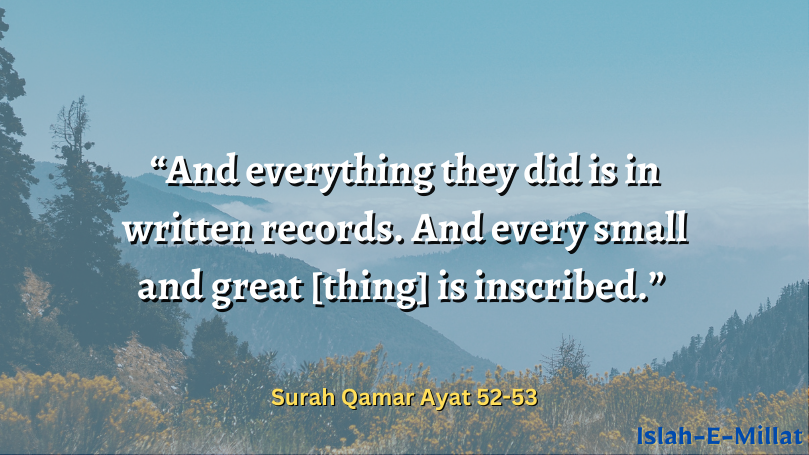 “And everything they did is in
written records. And every small
and great [thing] is inscribed.”
Surah Qamar Ayat 52-53
Islah-E-Millat